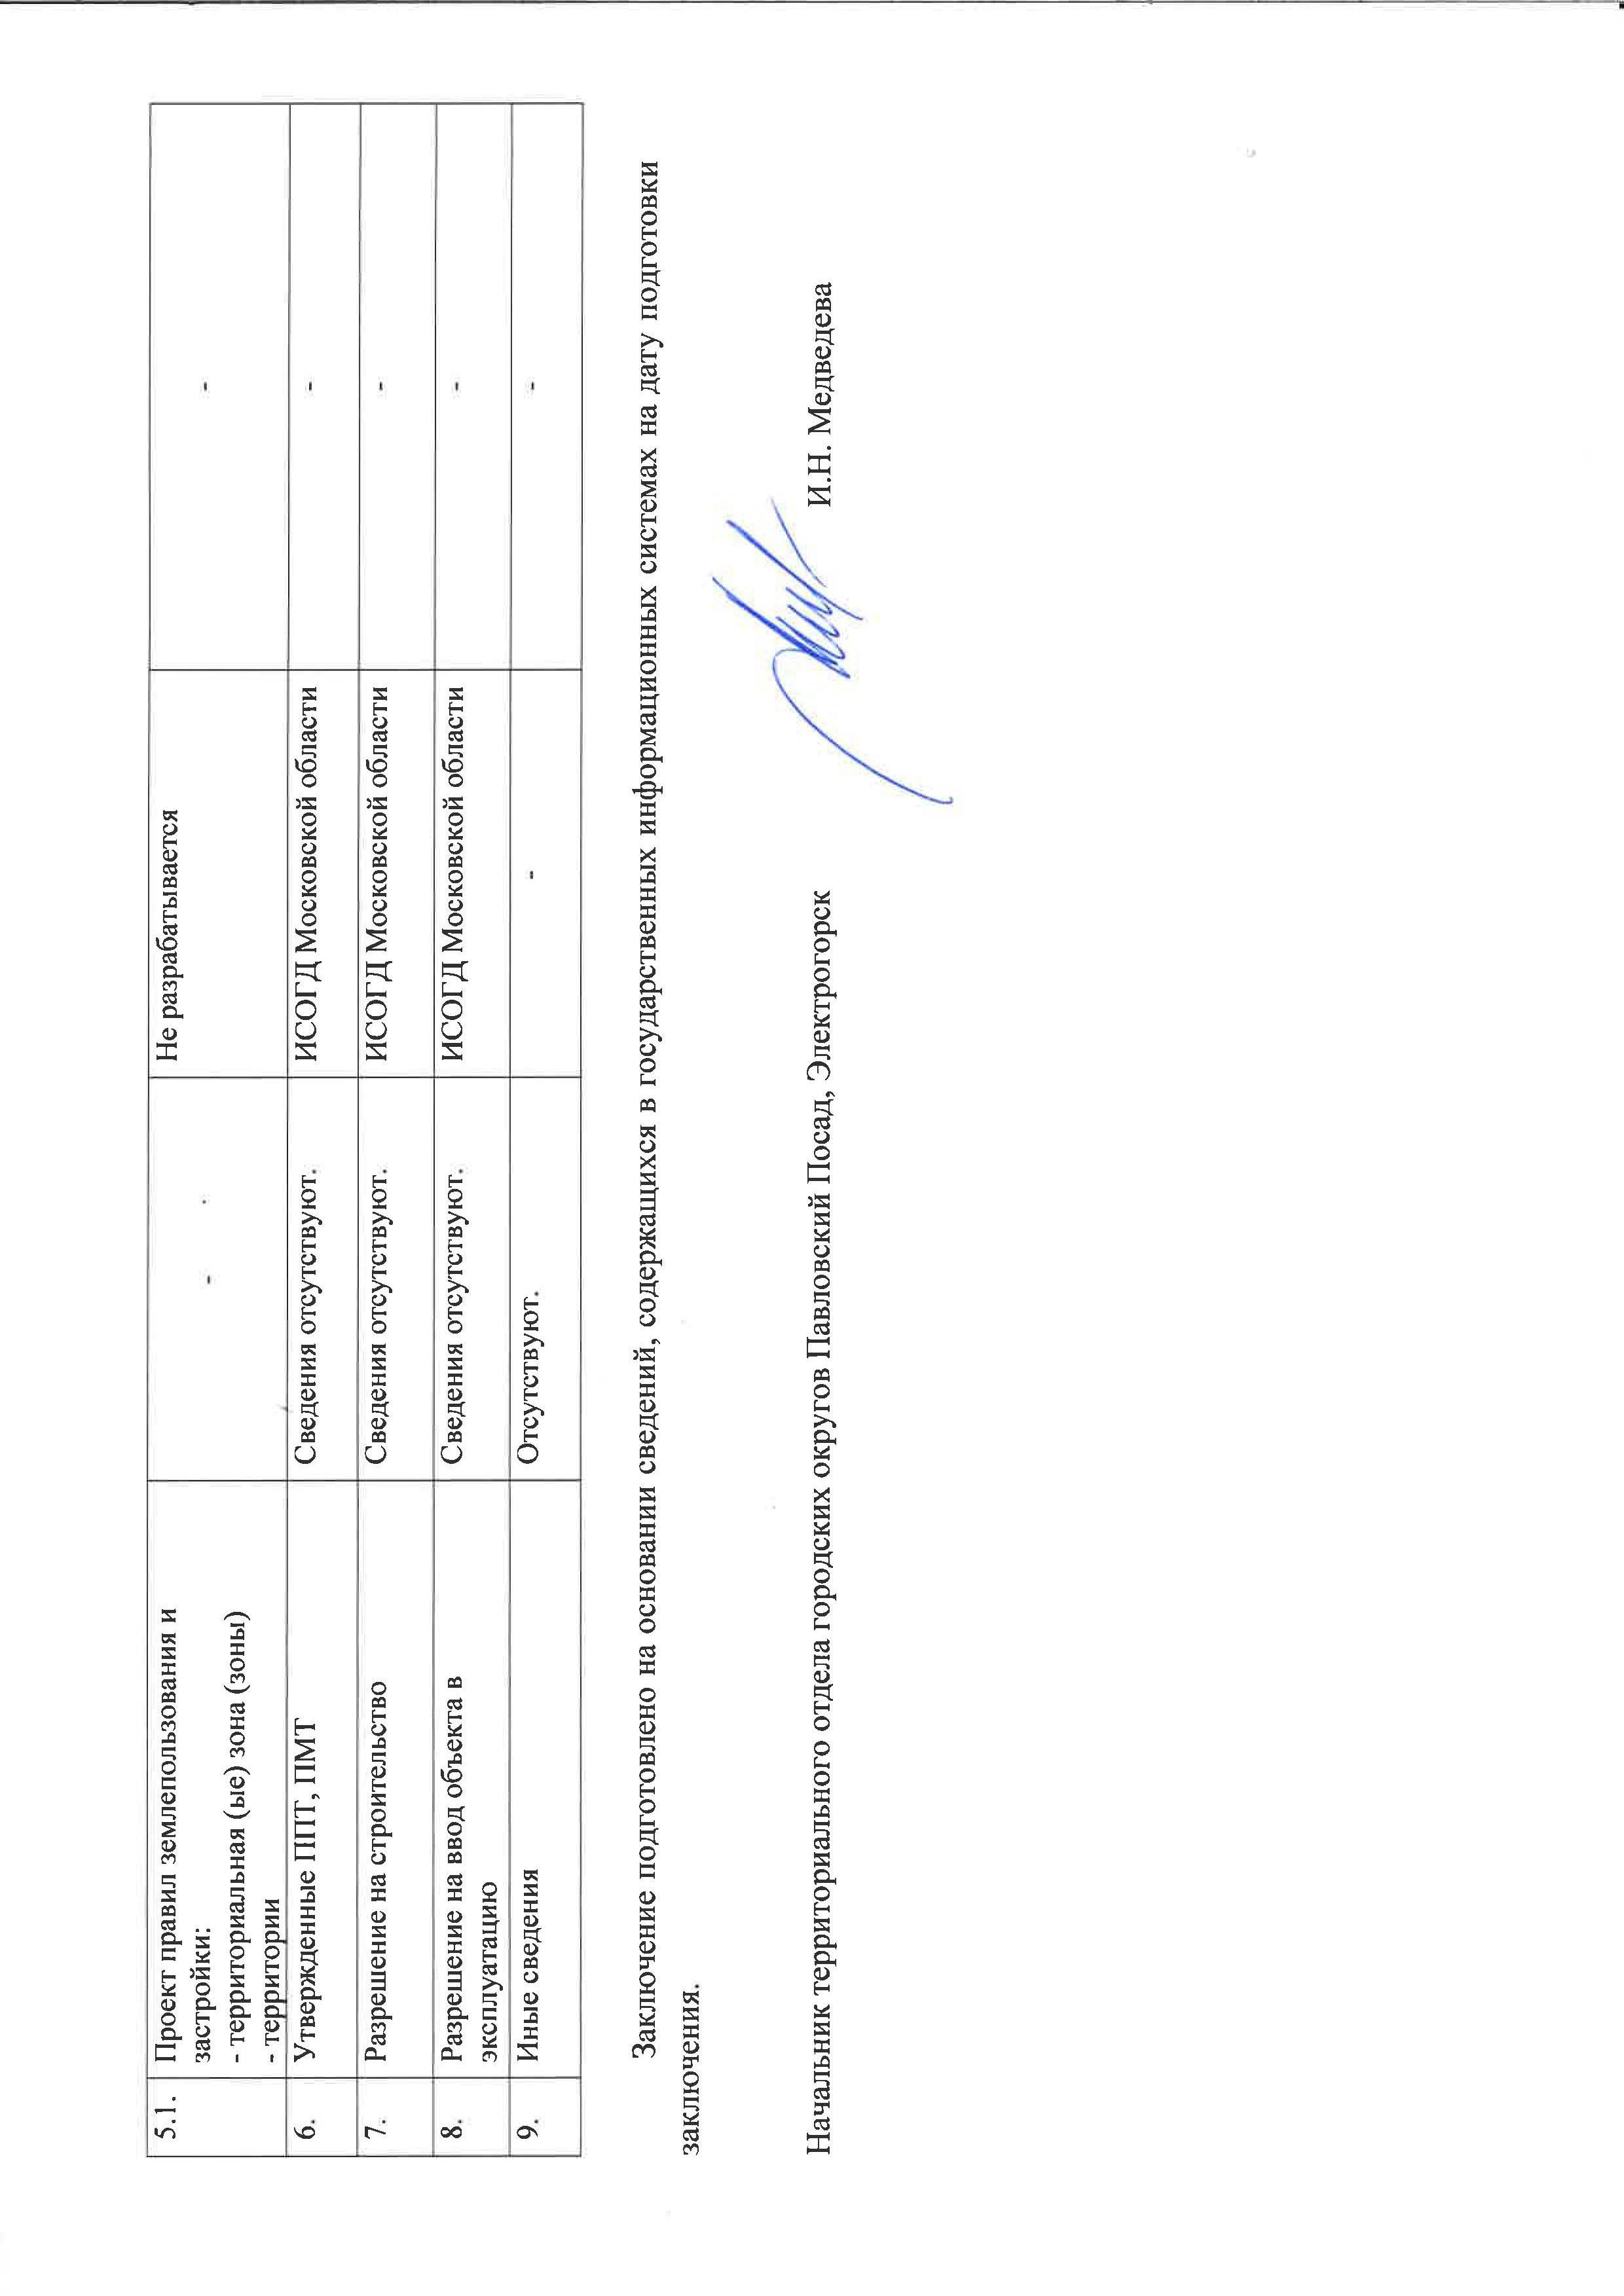 5.1.
Проект правил землепользования и
застройки:
- территориальная (ые) зона (зоны)
- территории
-
Не разрабатывается
-
6.
Утвержденные ППТ, ПМТ
Сведения отсутствуют.
ИСОГД Московской области
-
7.
Разрешение на строительство
Сведения отсутствуют.
ИСОГД Московской области
-
8.
Разрешение на ввод объекта в
эксплуатацию
Сведения отсутствуют.
ИСОГД Московской области
-
9.
Иные сведения
Отсутствуют.
-
-
Заключение подготовлено на основании сведений, содержащихся в государственных информационных системах на дату подготовки
заключения.
Начальник территориального отдела городских округов Павловский Посад, Электрогорск
И.Н. Медведева